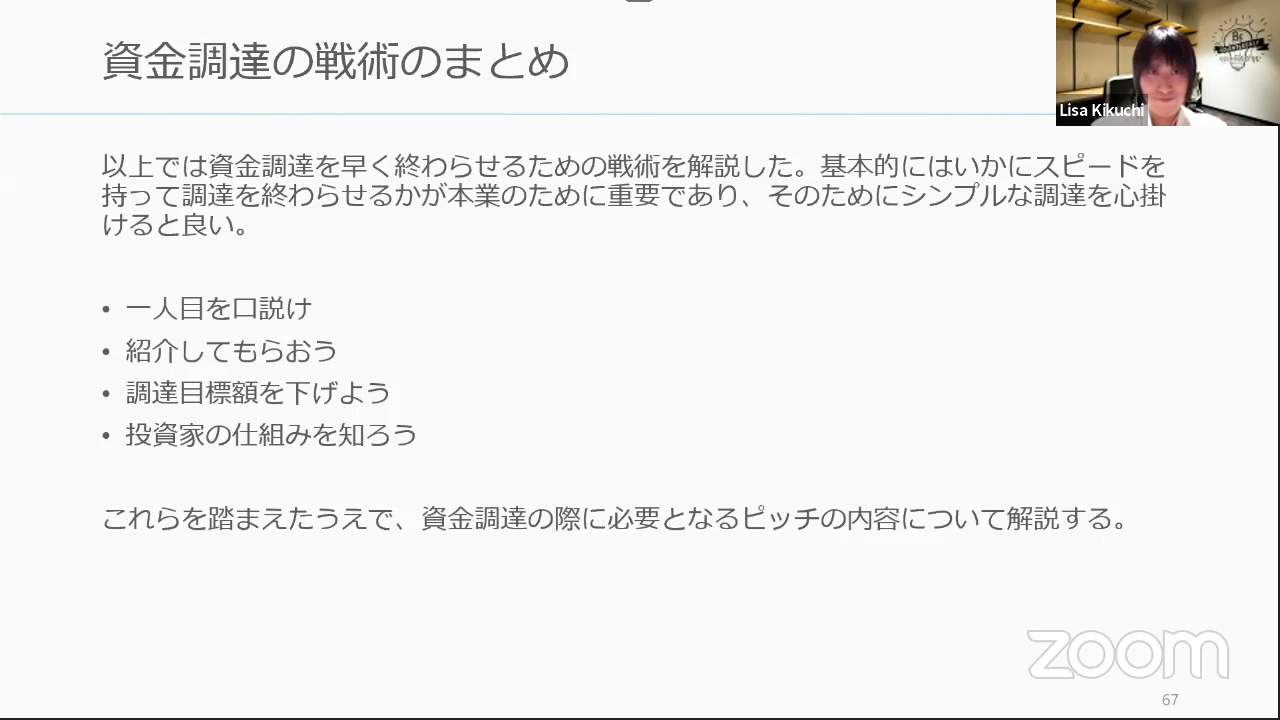 資金調達の戦術のまとめ
Lisa Kikuchi
以上では資金調達を早く終わらせるための戦術を解説した。基本的にはいかにスピードを
持って調達を終わらせるかが本業のために重要であり、そのためにシンプルな調達を心掛
けると良い。
• 一人目を口説け
• 紹介してもらおう
• 調達目標額を下げよう
• 投資家の仕組みを知ろう
これらを踏まえたうえで、資金調達の際に必要となるピッチの内容について解説する。
zoom
67